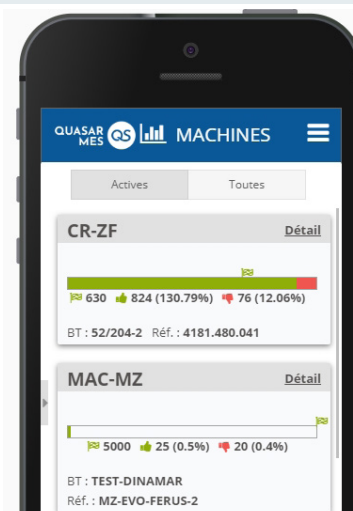 QUASAR MES QS MACHINES
Actives Toutes
CR-ZF Détail
630 824 (130.79%) 76 (12.06%)
BT : 52/204-2 Réf. : 4181.480.041
MAC-MZ Détail
5000 25 (0.5%) 20 (0.4%)
BT : TEST-DINAMAR
Réf. : MZ-EVO-FERUS-2